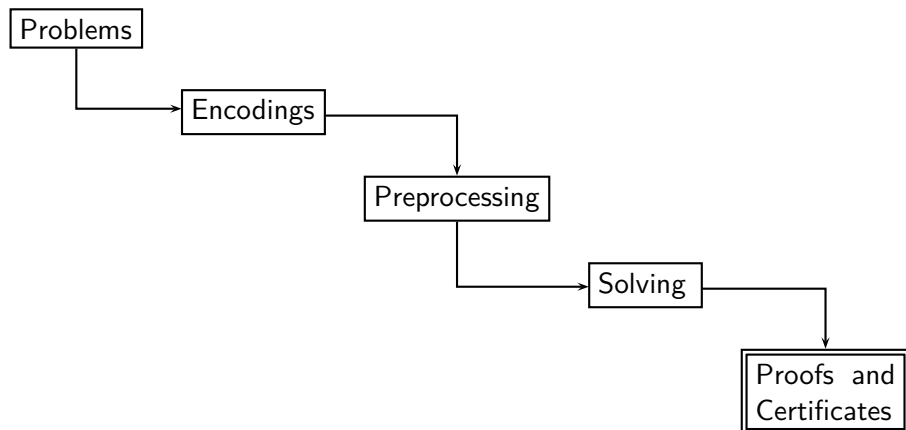 Problems
Encodings
Preprocessing
Solving
Proofs and
Certificates